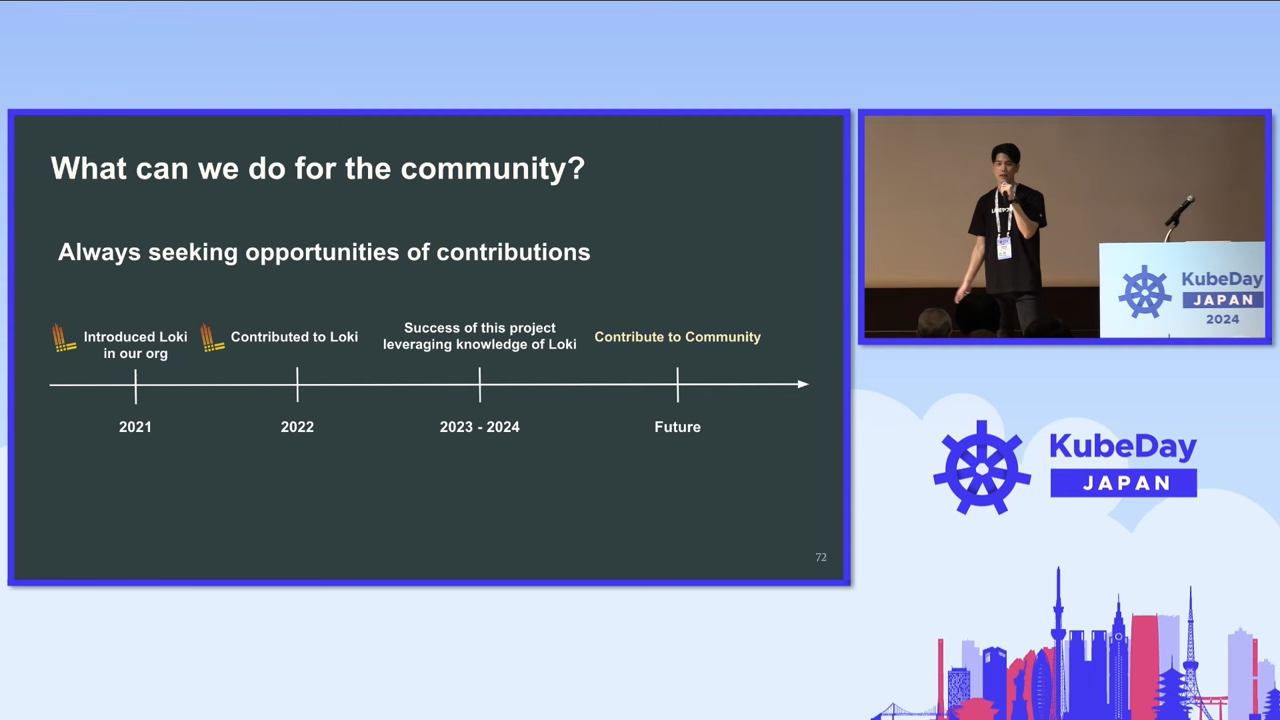 What can we do for the community?
Always seeking opportunities of contributions
Introduced Loki
in our org
Contributed to Loki
Success of this project
leveraging knowledge of Loki
Contribute to Community
2021
2022
2023 - 2024
Future
72
KubeDay
JAPAN
2024
KubeDay
JAPAN